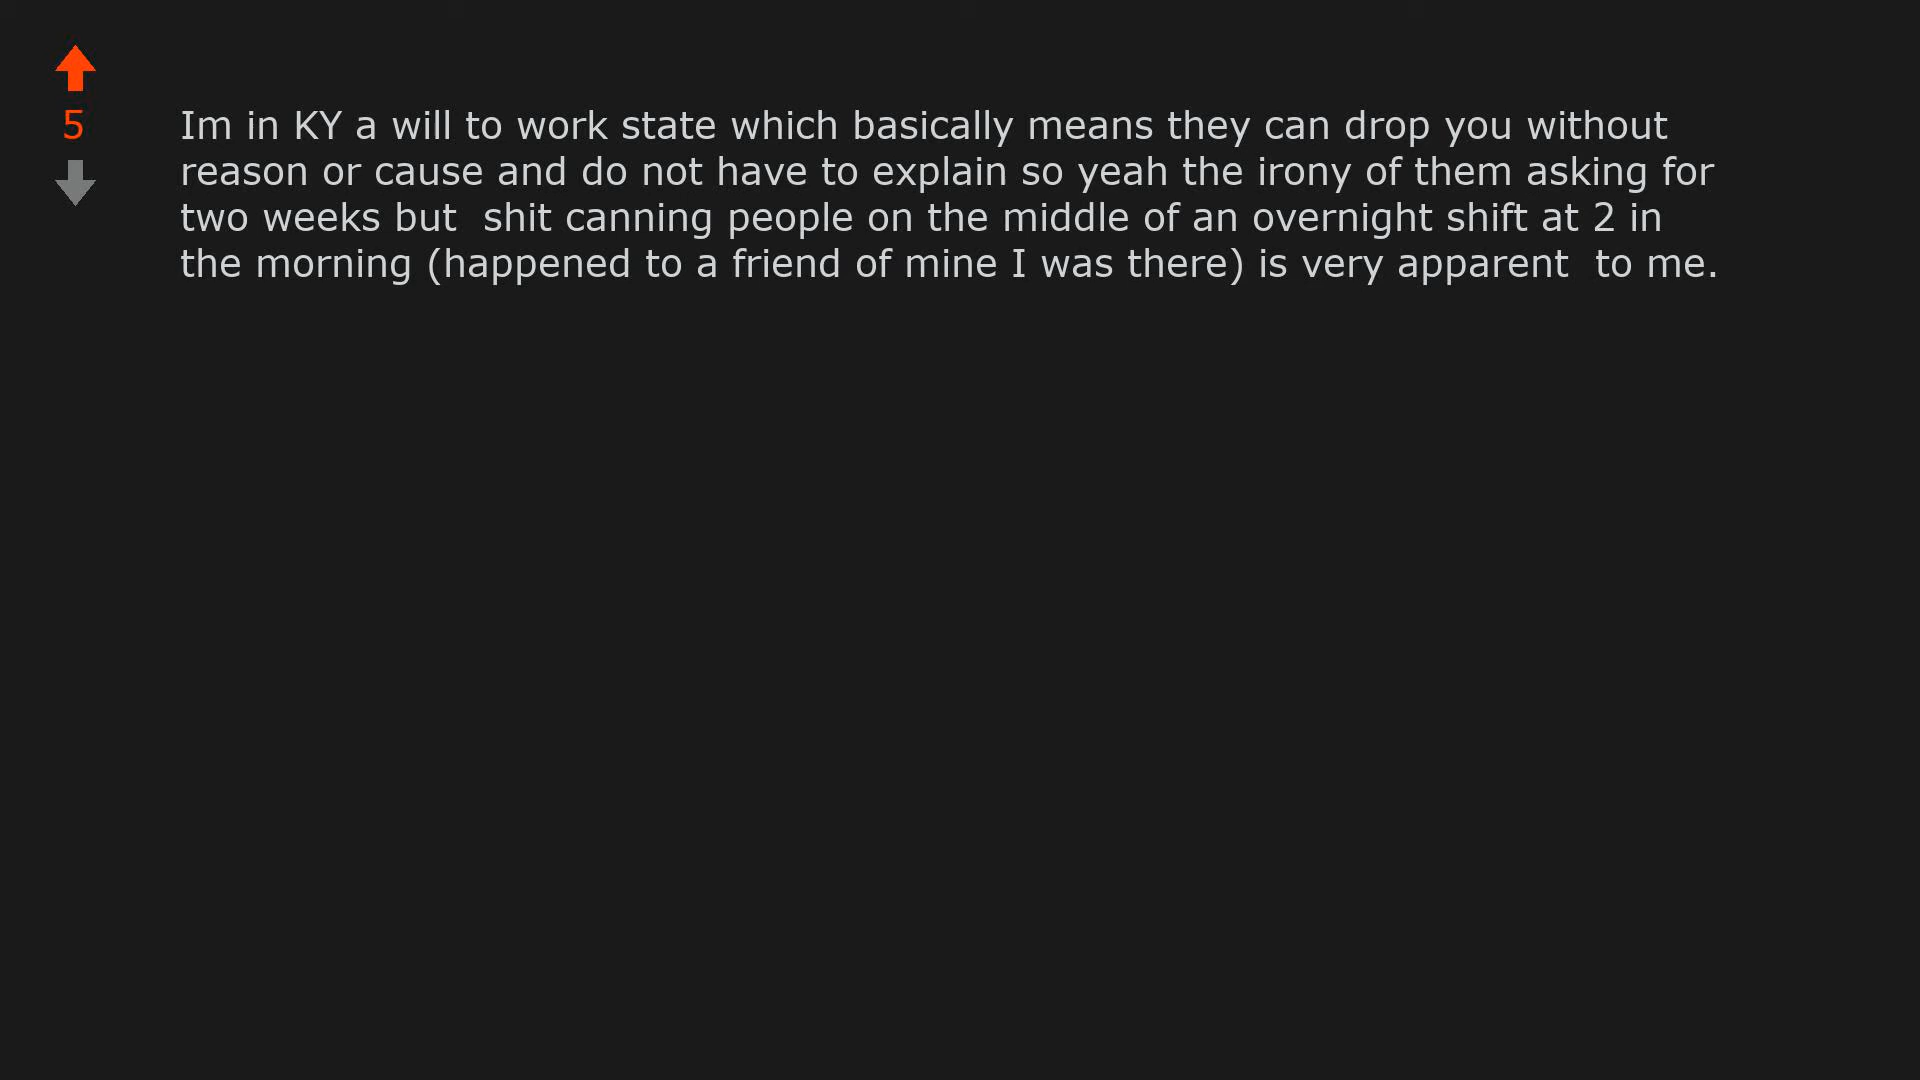 5
Im in KY a will to work state which basically means they can drop you without
reason or cause and do not have to explain so yeah the irony of them asking for
two weeks but  shit canning people on the middle of an overnight shift at 2 in
the morning (happened to a friend of mine I was there) is very apparent  to me.